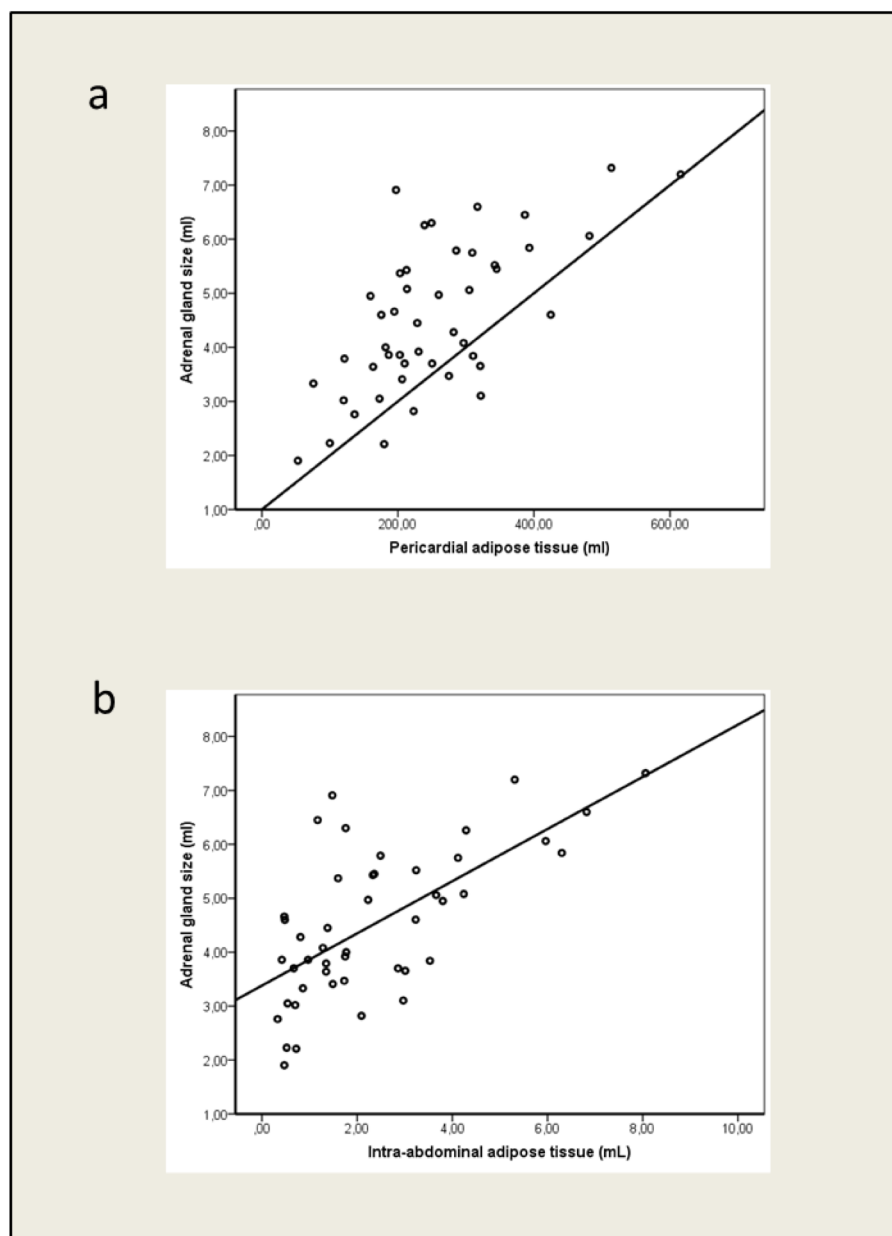 a
Adrenal gland size (ml)
8,00
7,00
6,00
5,00
4,00
3,00
2,00
1,00
,00 200,00 400,00 600,00
Pericardial adipose tissue (ml)
b
Adrenal gland size (ml)
8,00
7,00
6,00
5,00
4,00
3,00
2,00
1,00
,00 2,00 4,00 6,00 8,00 10,00
Intra-abdominal adipose tissue (mL)